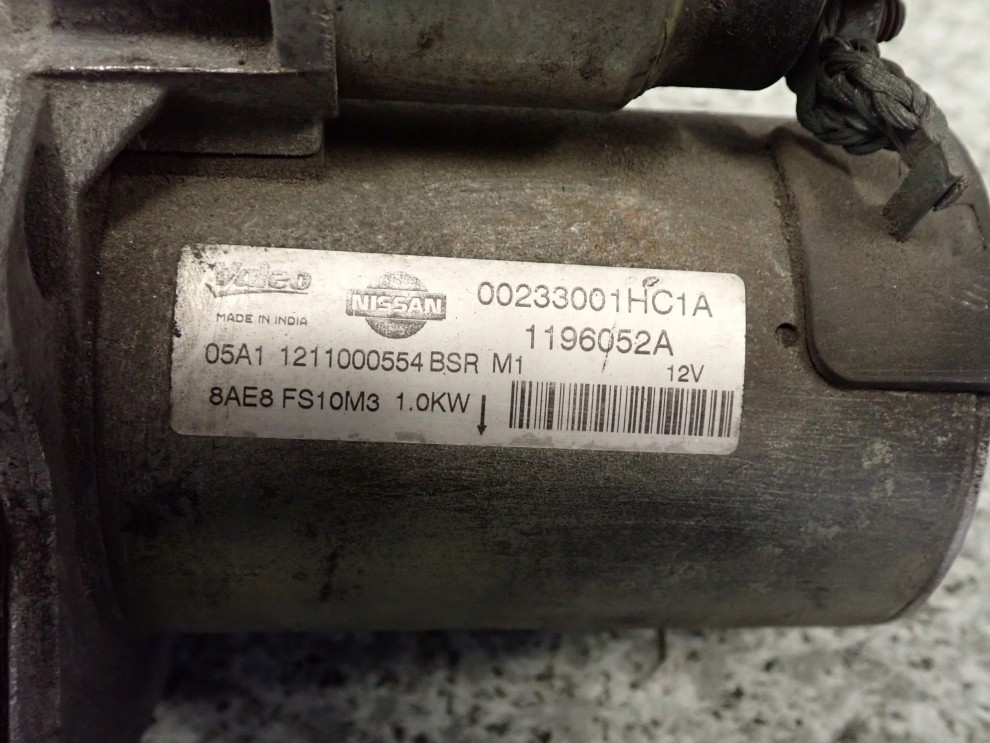 Valeo
MADE IN INDIA
NISSAN
00233001HC1A
1196052A
05A1 1211000554 BSR M1
12V
8AE8 FS10M3 1.0KW